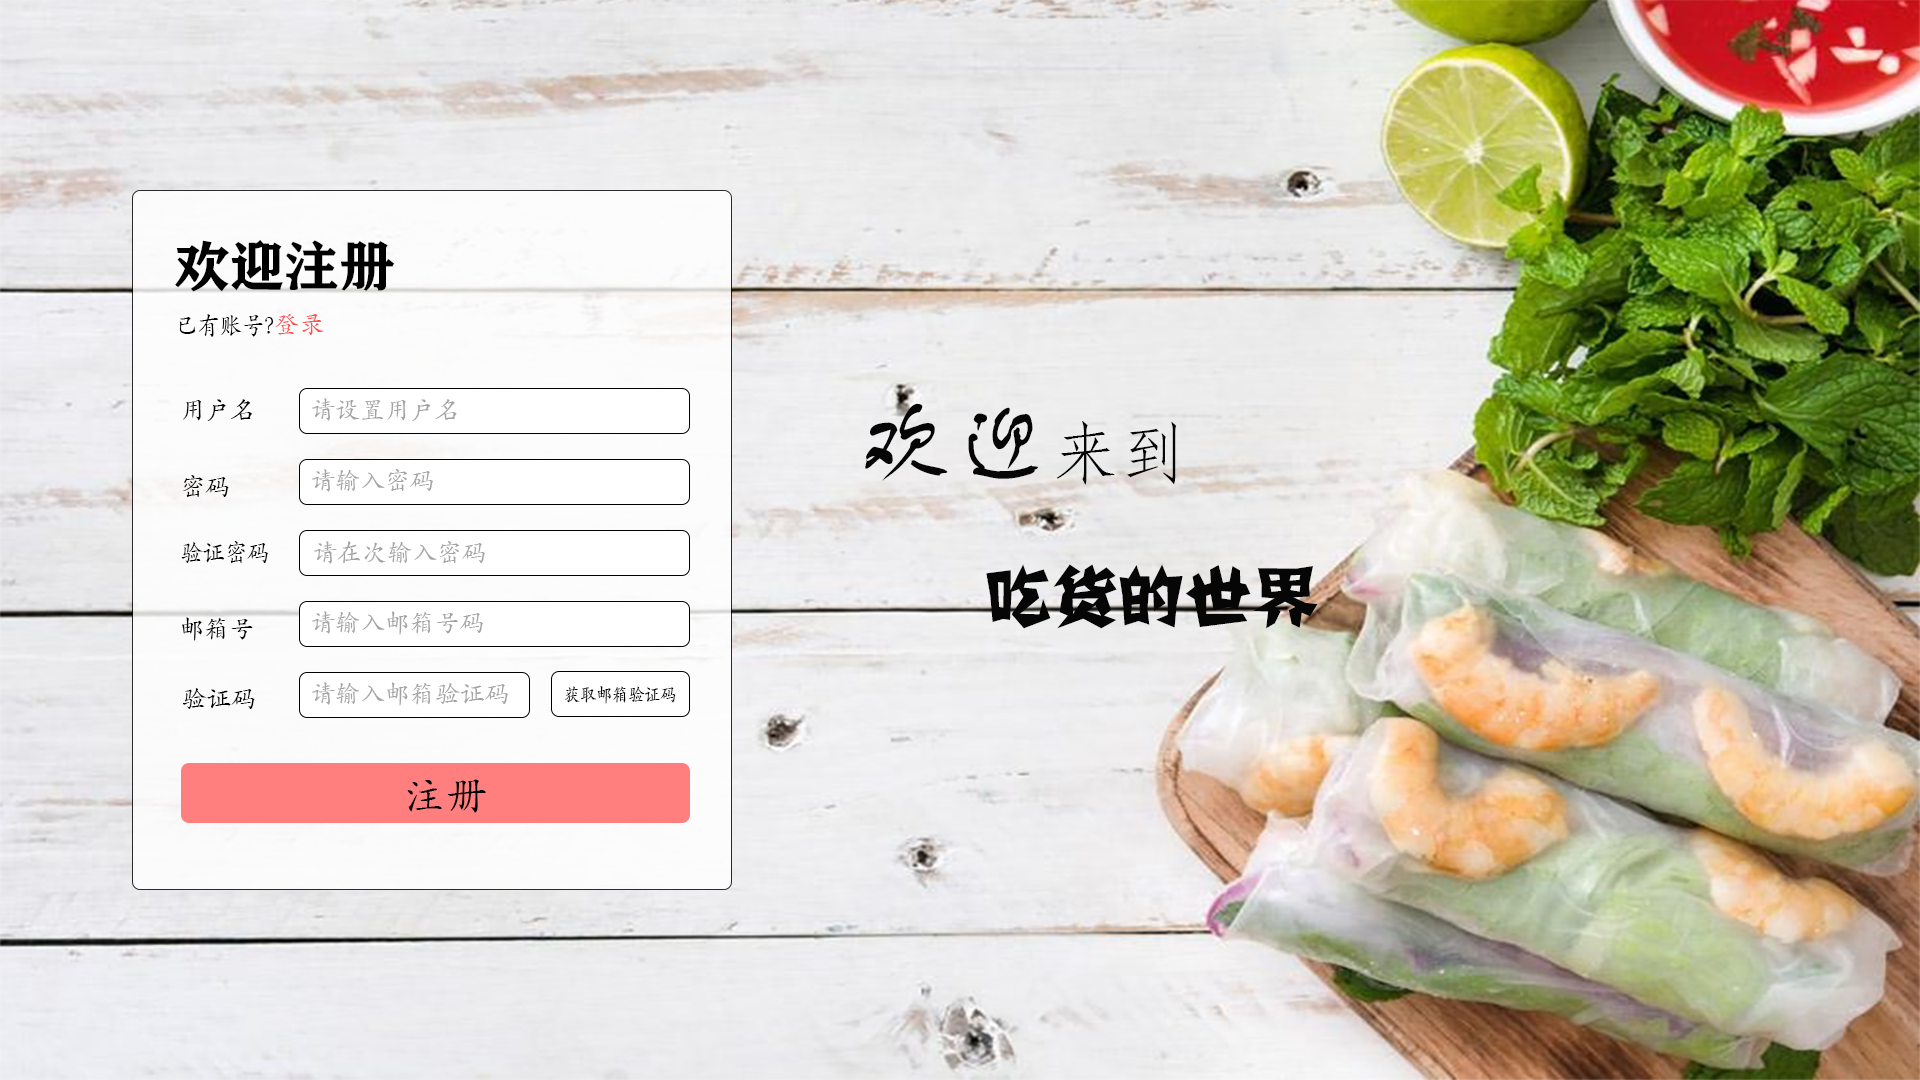 欢迎注册
已有账号?登录
用户名 请设置用户名
密码 请输入密码
验证密码 请在次输入密码
邮箱号 请输入邮箱号码
验证码 请输入邮箱验证码 获取邮箱验证码
注册
欢迎来到
吃货的世界